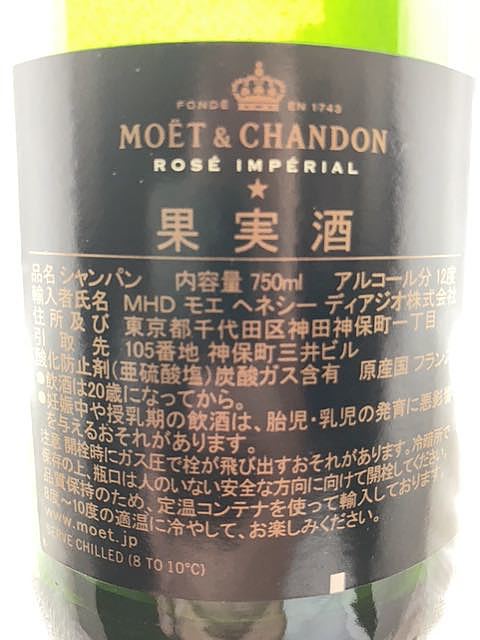 FONDÉ EN 1743
MOËT & CHANDON
ROSÉ IMPÉRIAL
★
果実酒
品名 シャンパン 内容量 750ml アルコール分 12度
輸入者氏名 MHD モエ ヘネシー ディアジオ株式会社
住所及び 東京都千代田区神田神保町一丁目
引取先 105番地 神保町三井ビル
酸化防止剤(亜硫酸塩)炭酸ガス含有 原産国 フランス
●飲酒は20歳になってから。
●妊娠中や授乳期の飲酒は、胎児・乳児の発育に悪影響
を与えるおそれがあります。
注意 開栓時にガス圧で栓が飛び出すおそれがあります。冷暗所で
保存の上、瓶口は人のいない安全な方向に向けて開栓してください。
品質保持のため、定温コンテナを使って輸入しております。
8度〜10度の適温に冷やして、お楽しみください。
www.moet.jp
SERVE CHILLED (8 TO 10°C)